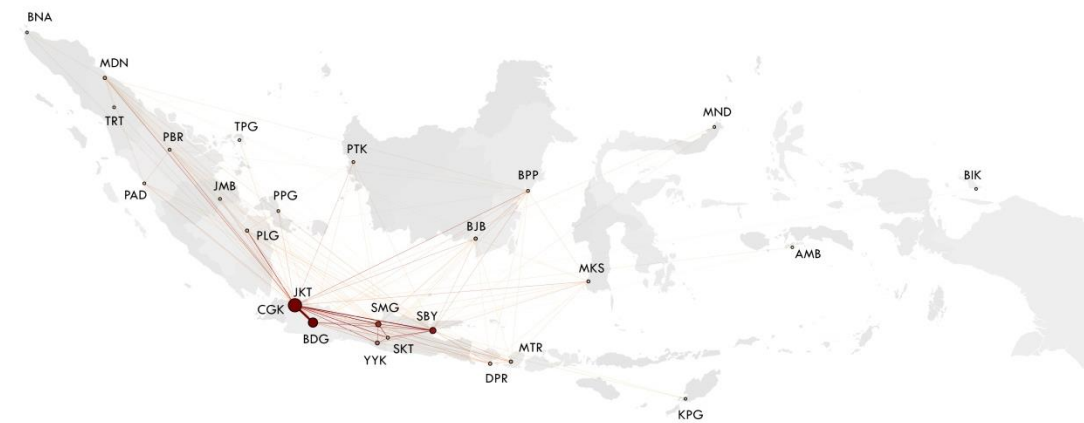 BNA
MDN
TRT
MND
TPG
PBR
PTK
BPP
BIK
PAD
JMB
PPG
PLG
BJB
AMB
MKS
JKT
CGK
SMG
SBY
BDG
SKT
MTR
YYK
DPR
KPG